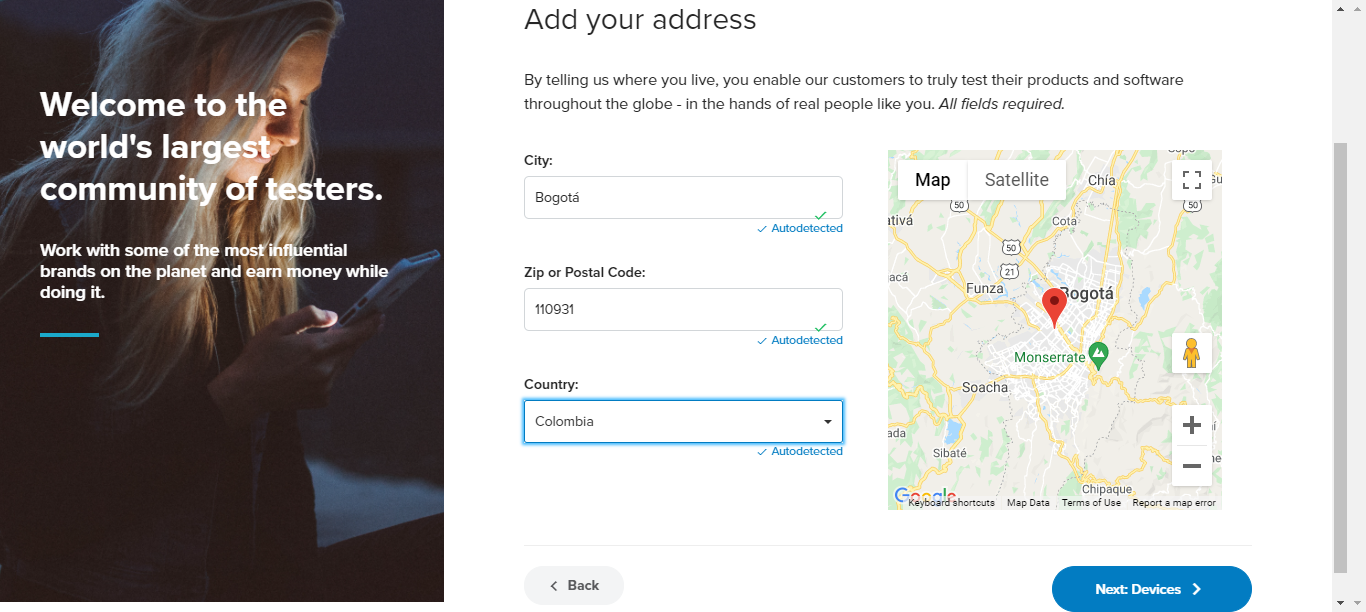 Welcome to the
world's largest
community of testers.
Work with some of the most influential
brands on the planet and earn money while
doing it.
Add your address
By telling us where you live, you enable our customers to truly test their products and software
throughout the globe - in the hands of real people like you. All fields required.
City:
Bogotá
Autodetected
Zip or Postal Code:
110931
Autodetected
Country:
Colombia
Autodetected
Map
Satellite
Chía
50
50
Cota
50
21
Funza
Bogotá
Monserrate
Soacha
Sibaté
Chipaque
Google
Keyboard shortcuts
Map Data
Terms of Use
Report a map error
Back
Next: Devices